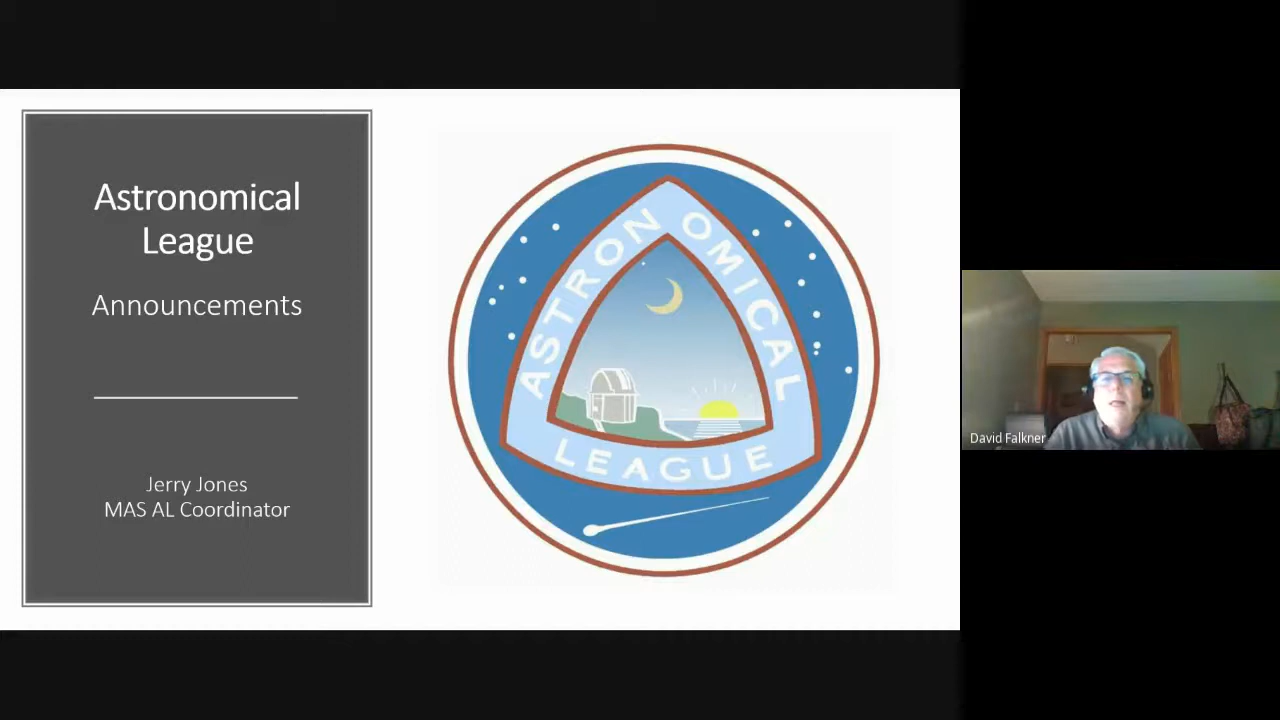 Astronomical
League
Announcements
Jerry Jones
MAS AL Coordinator
ASTRONOMICAL
LEAGUE
David Falkner